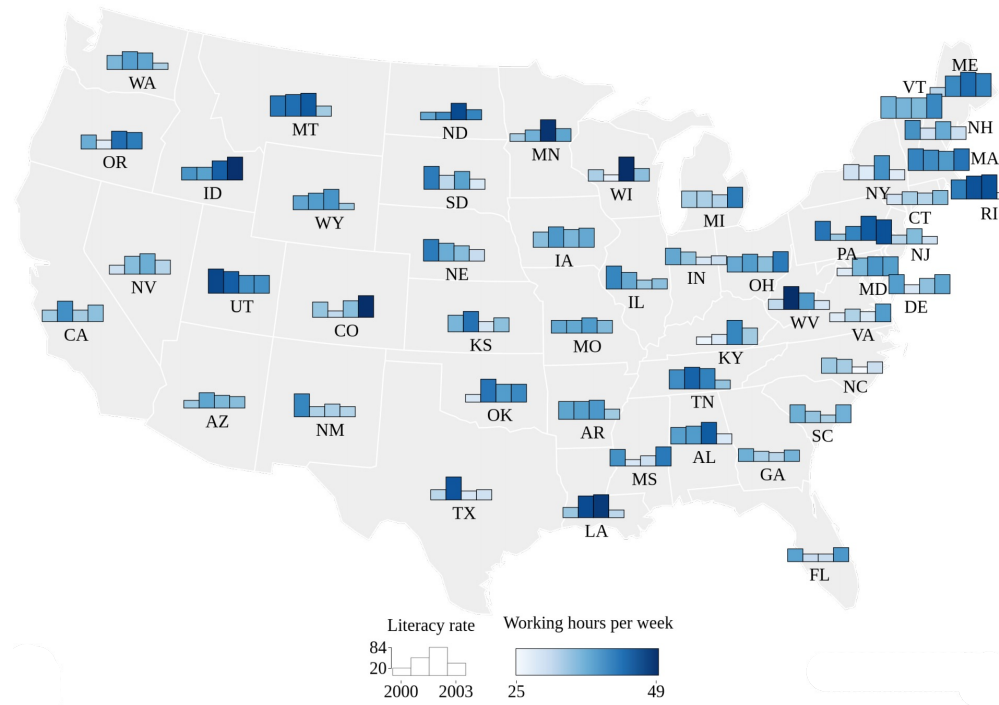 ME
WA
VT
MT
ND
NH
OR
MN
MA
ID
WI
SD
NY
MI
RI
WY
CT
PA
NJ
IA
NE
IN
NV
OH
MD
IL
UT
DE
WV
CO
CA
VA
KS
MO
KY
NC
TN
OK
AZ
NM
AR
SC
AL
GA
MS
TX
LA
FL
Literacy rate
Working hours per week
84
20
2000 2003
25 49